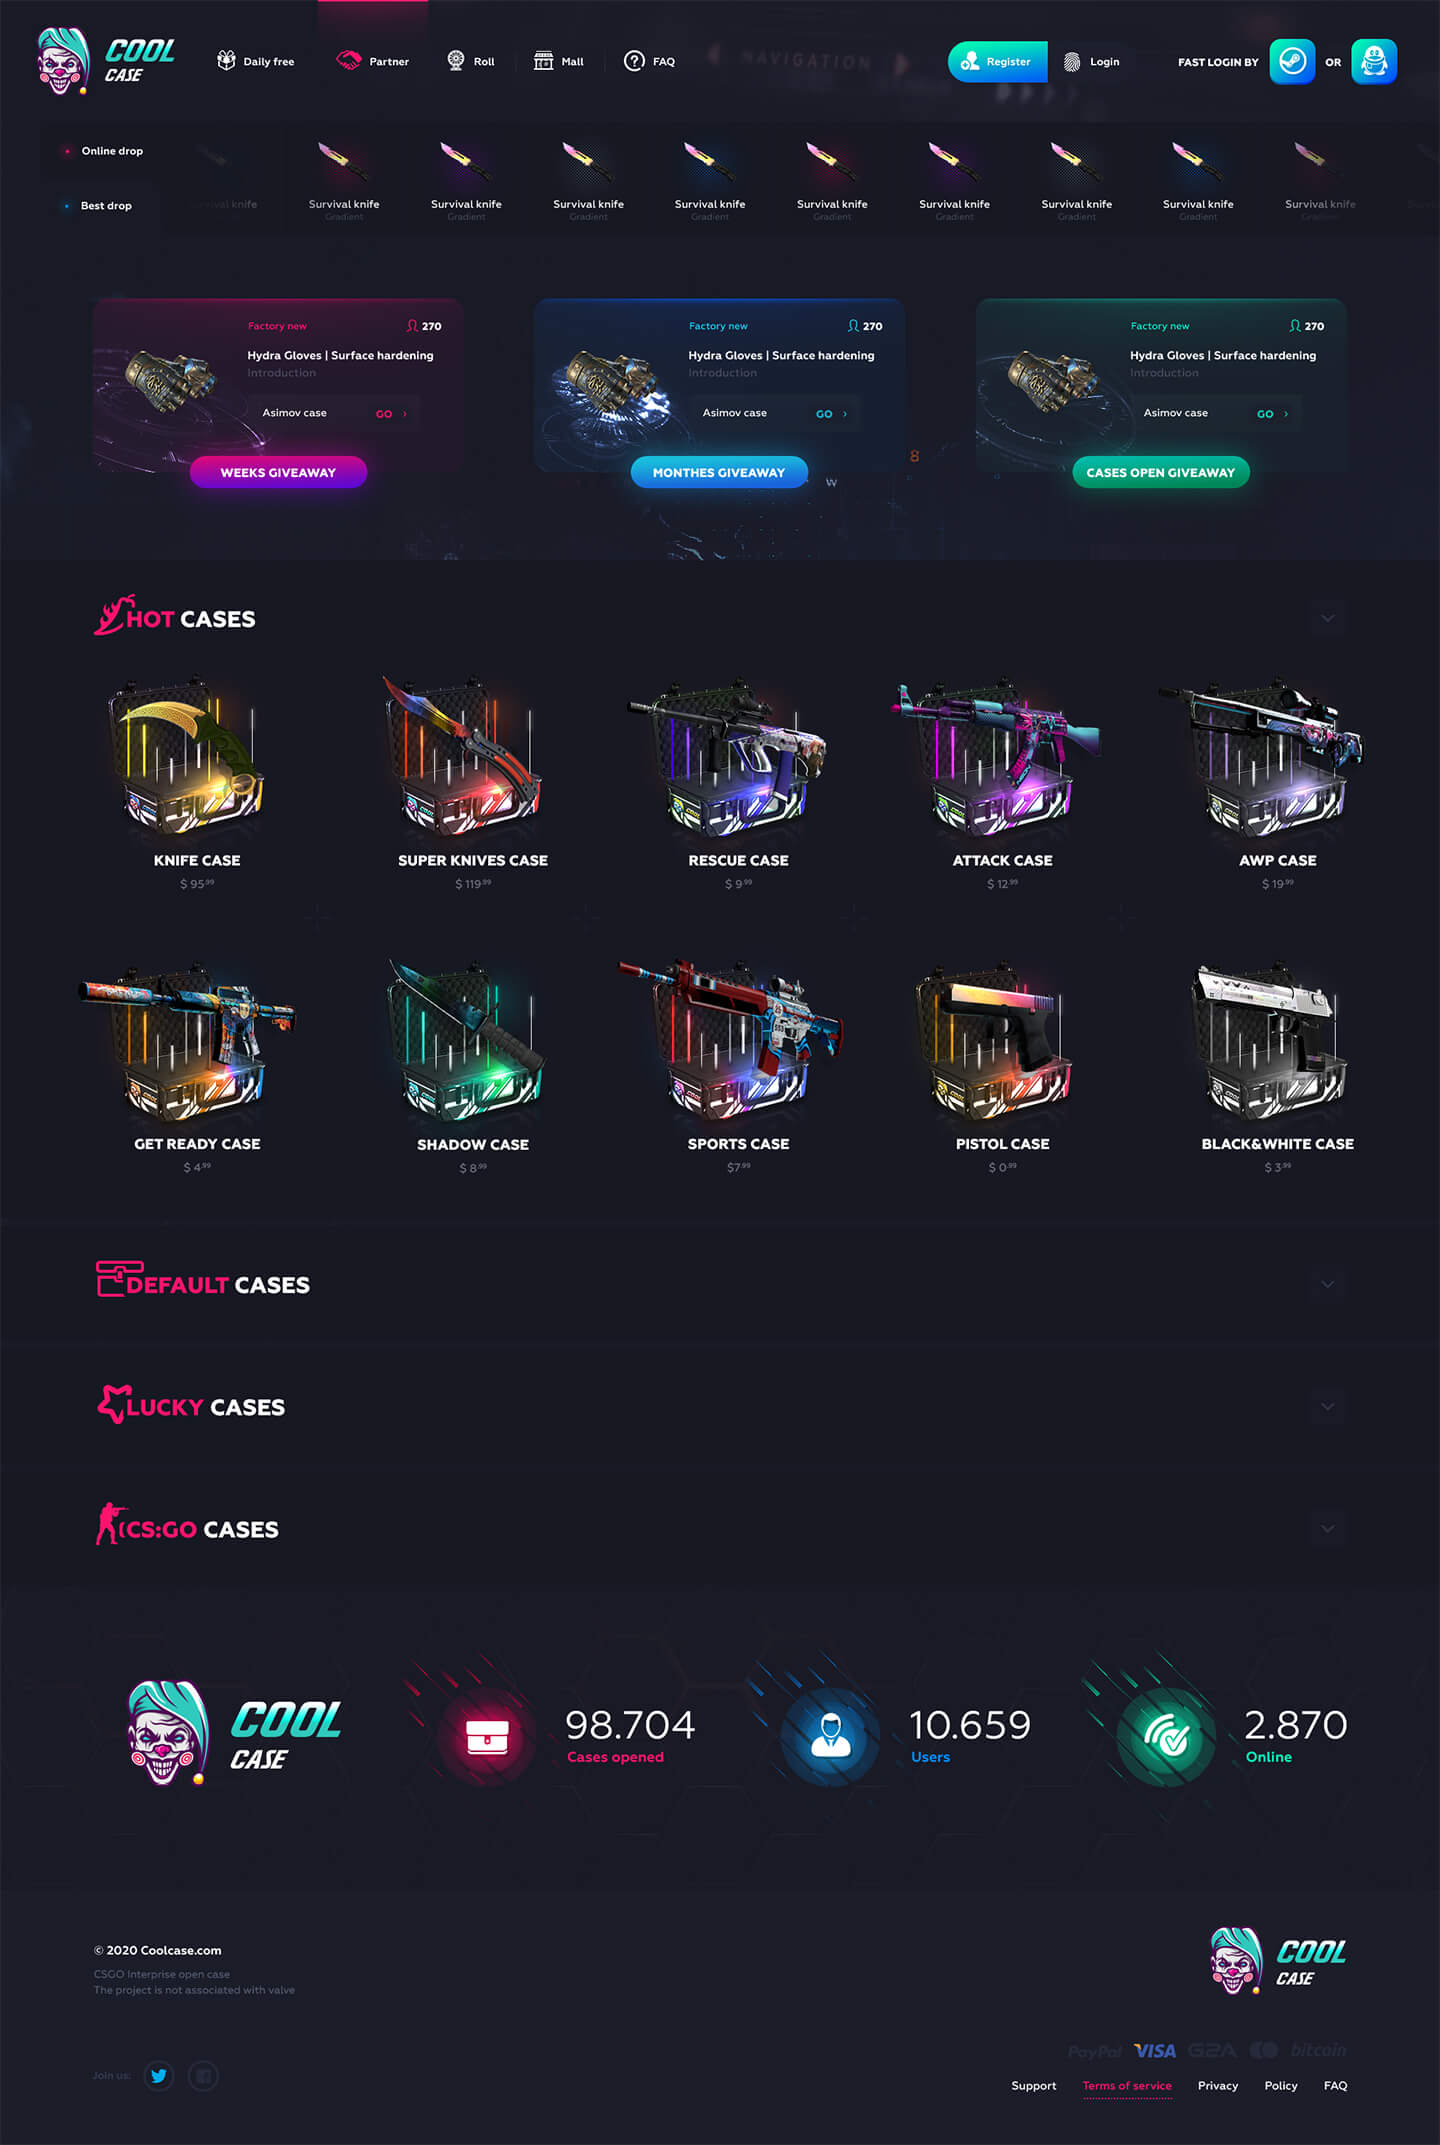 COOL
CASE
Daily free
Partner
Roll
Mall
FAQ
NAVIGATION
Register
Login
FAST LOGIN BY
OR
Online drop
Best drop
Survival knife
Survival knife
Gradient
Survival knife
Gradient
Survival knife
Gradient
Survival knife
Gradient
Survival knife
Gradient
Survival knife
Gradient
Survival knife
Gradient
Survival knife
Gradient
Survival knife
Gradient
Factory new
270
Hydra Gloves | Surface hardening
Introduction
Asimov case
GO
WEEKS GIVEAWAY
Factory new
270
Hydra Gloves | Surface hardening
Introduction
Asimov case
GO
MONTHES GIVEAWAY
Factory new
270
Hydra Gloves | Surface hardening
Introduction
Asimov case
GO
CASES OPEN GIVEAWAY
HOT CASES
KNIFE CASE
$ 95.99
SUPER KNIVES CASE
$ 119.99
RESCUE CASE
$ 9.99
ATTACK CASE
$ 12.99
AWP CASE
$ 19.99
GET READY CASE
$ 4.99
SHADOW CASE
$ 8.99
SPORTS CASE
$7.99
PISTOL CASE
$ 0.99
BLACK&WHITE CASE
$ 3.99
DEFAULT CASES
LUCKY CASES
CS:GO CASES
COOL
CASE
98.704
Cases opened
10.659
Users
2.870
Online
© 2020 Coolcase.com
CSGO Interprise open case
The project is not associated with valve
COOL
CASE
Join us:
PayPal VISA G2A bitcoin
Support
Terms of service
Privacy
Policy
FAQ